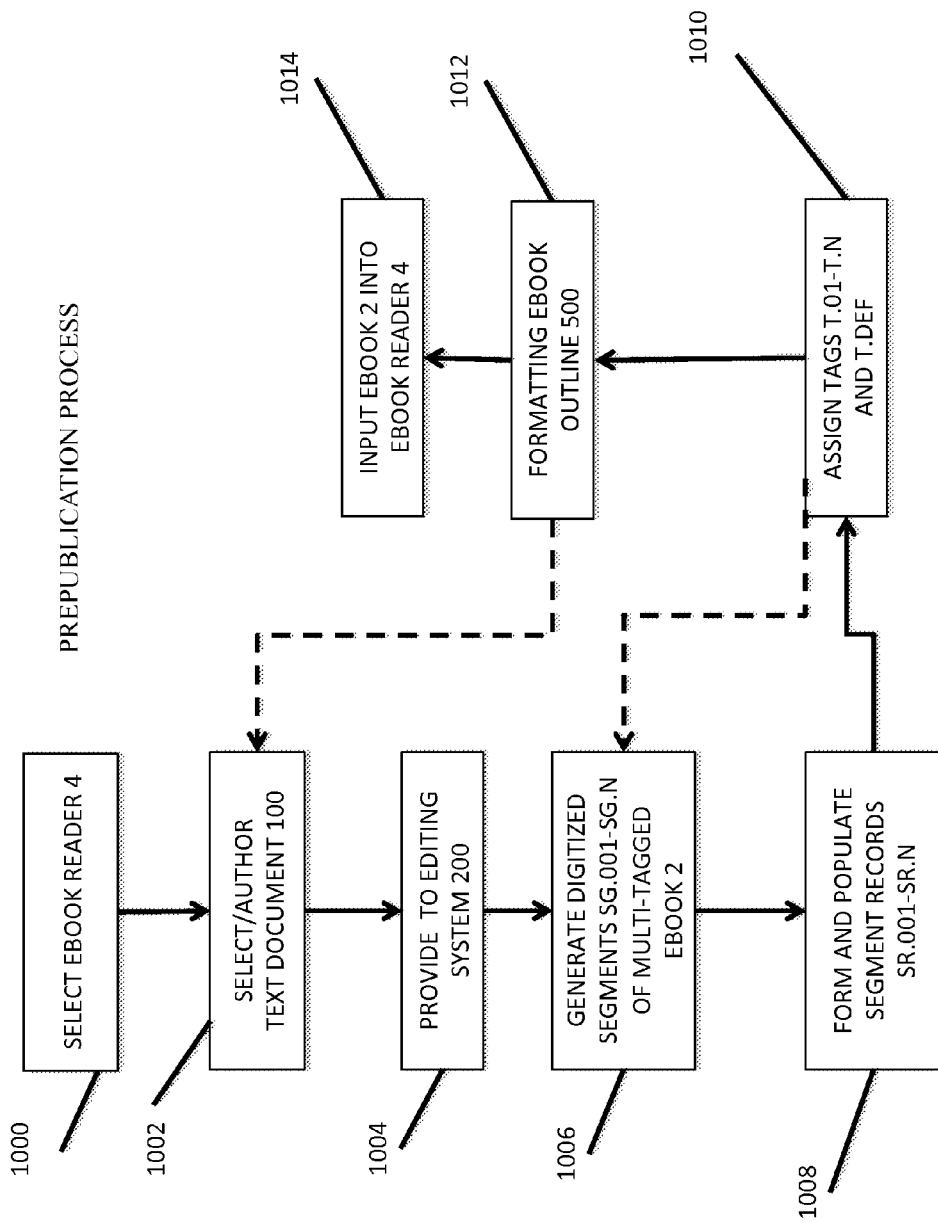 PREPUBLICATION PROCESS
1000
SELECT EBOOK READER 4
1002
SELECT/AUTHOR
TEXT DOCUMENT 100
1004
PROVIDE TO EDITING
SYSTEM 200
1006
GENERATE DIGITIZED
SEGMENTS SG.001-SG.N
OF MULTI-TAGGED
EBOOK 2
1008
FORM AND POPULATE
SEGMENT RECORDS
SR.001-SR.N
1010
ASSIGN TAGS T.01-T.N
AND T.DEF
1012
FORMATTING EBOOK
OUTLINE 500
1014
INPUT EBOOK 2 INTO
EBOOK READER 4